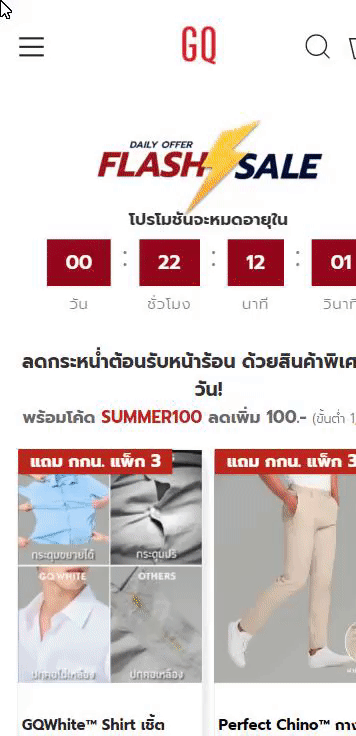 GQ
DAILY OFFER
FLASH SALE
โปรโมชันจะหมดอายุใน
00 : 22 : 12 : 01
วัน ชั่วโมง นาที วินาที
ลดกระหน่ำต้อนรับหน้าร้อน ด้วยสินค้าพิเศ
วัน!
พร้อมโค้ด SUMMER100 ลดเพิ่ม 100.- (ขั้นต่ำ 1,
แถม กกน. แพ็ก 3
แถม กกน. แพ็ก 3
กระดุมขยายได้ กระดุมปริ
GQWHITE OTHERS
ปกคอไม่เหลือง ปกคอเหลือง
GQWhite™ Shirt เชิ้ต
Perfect Chino™ กาง